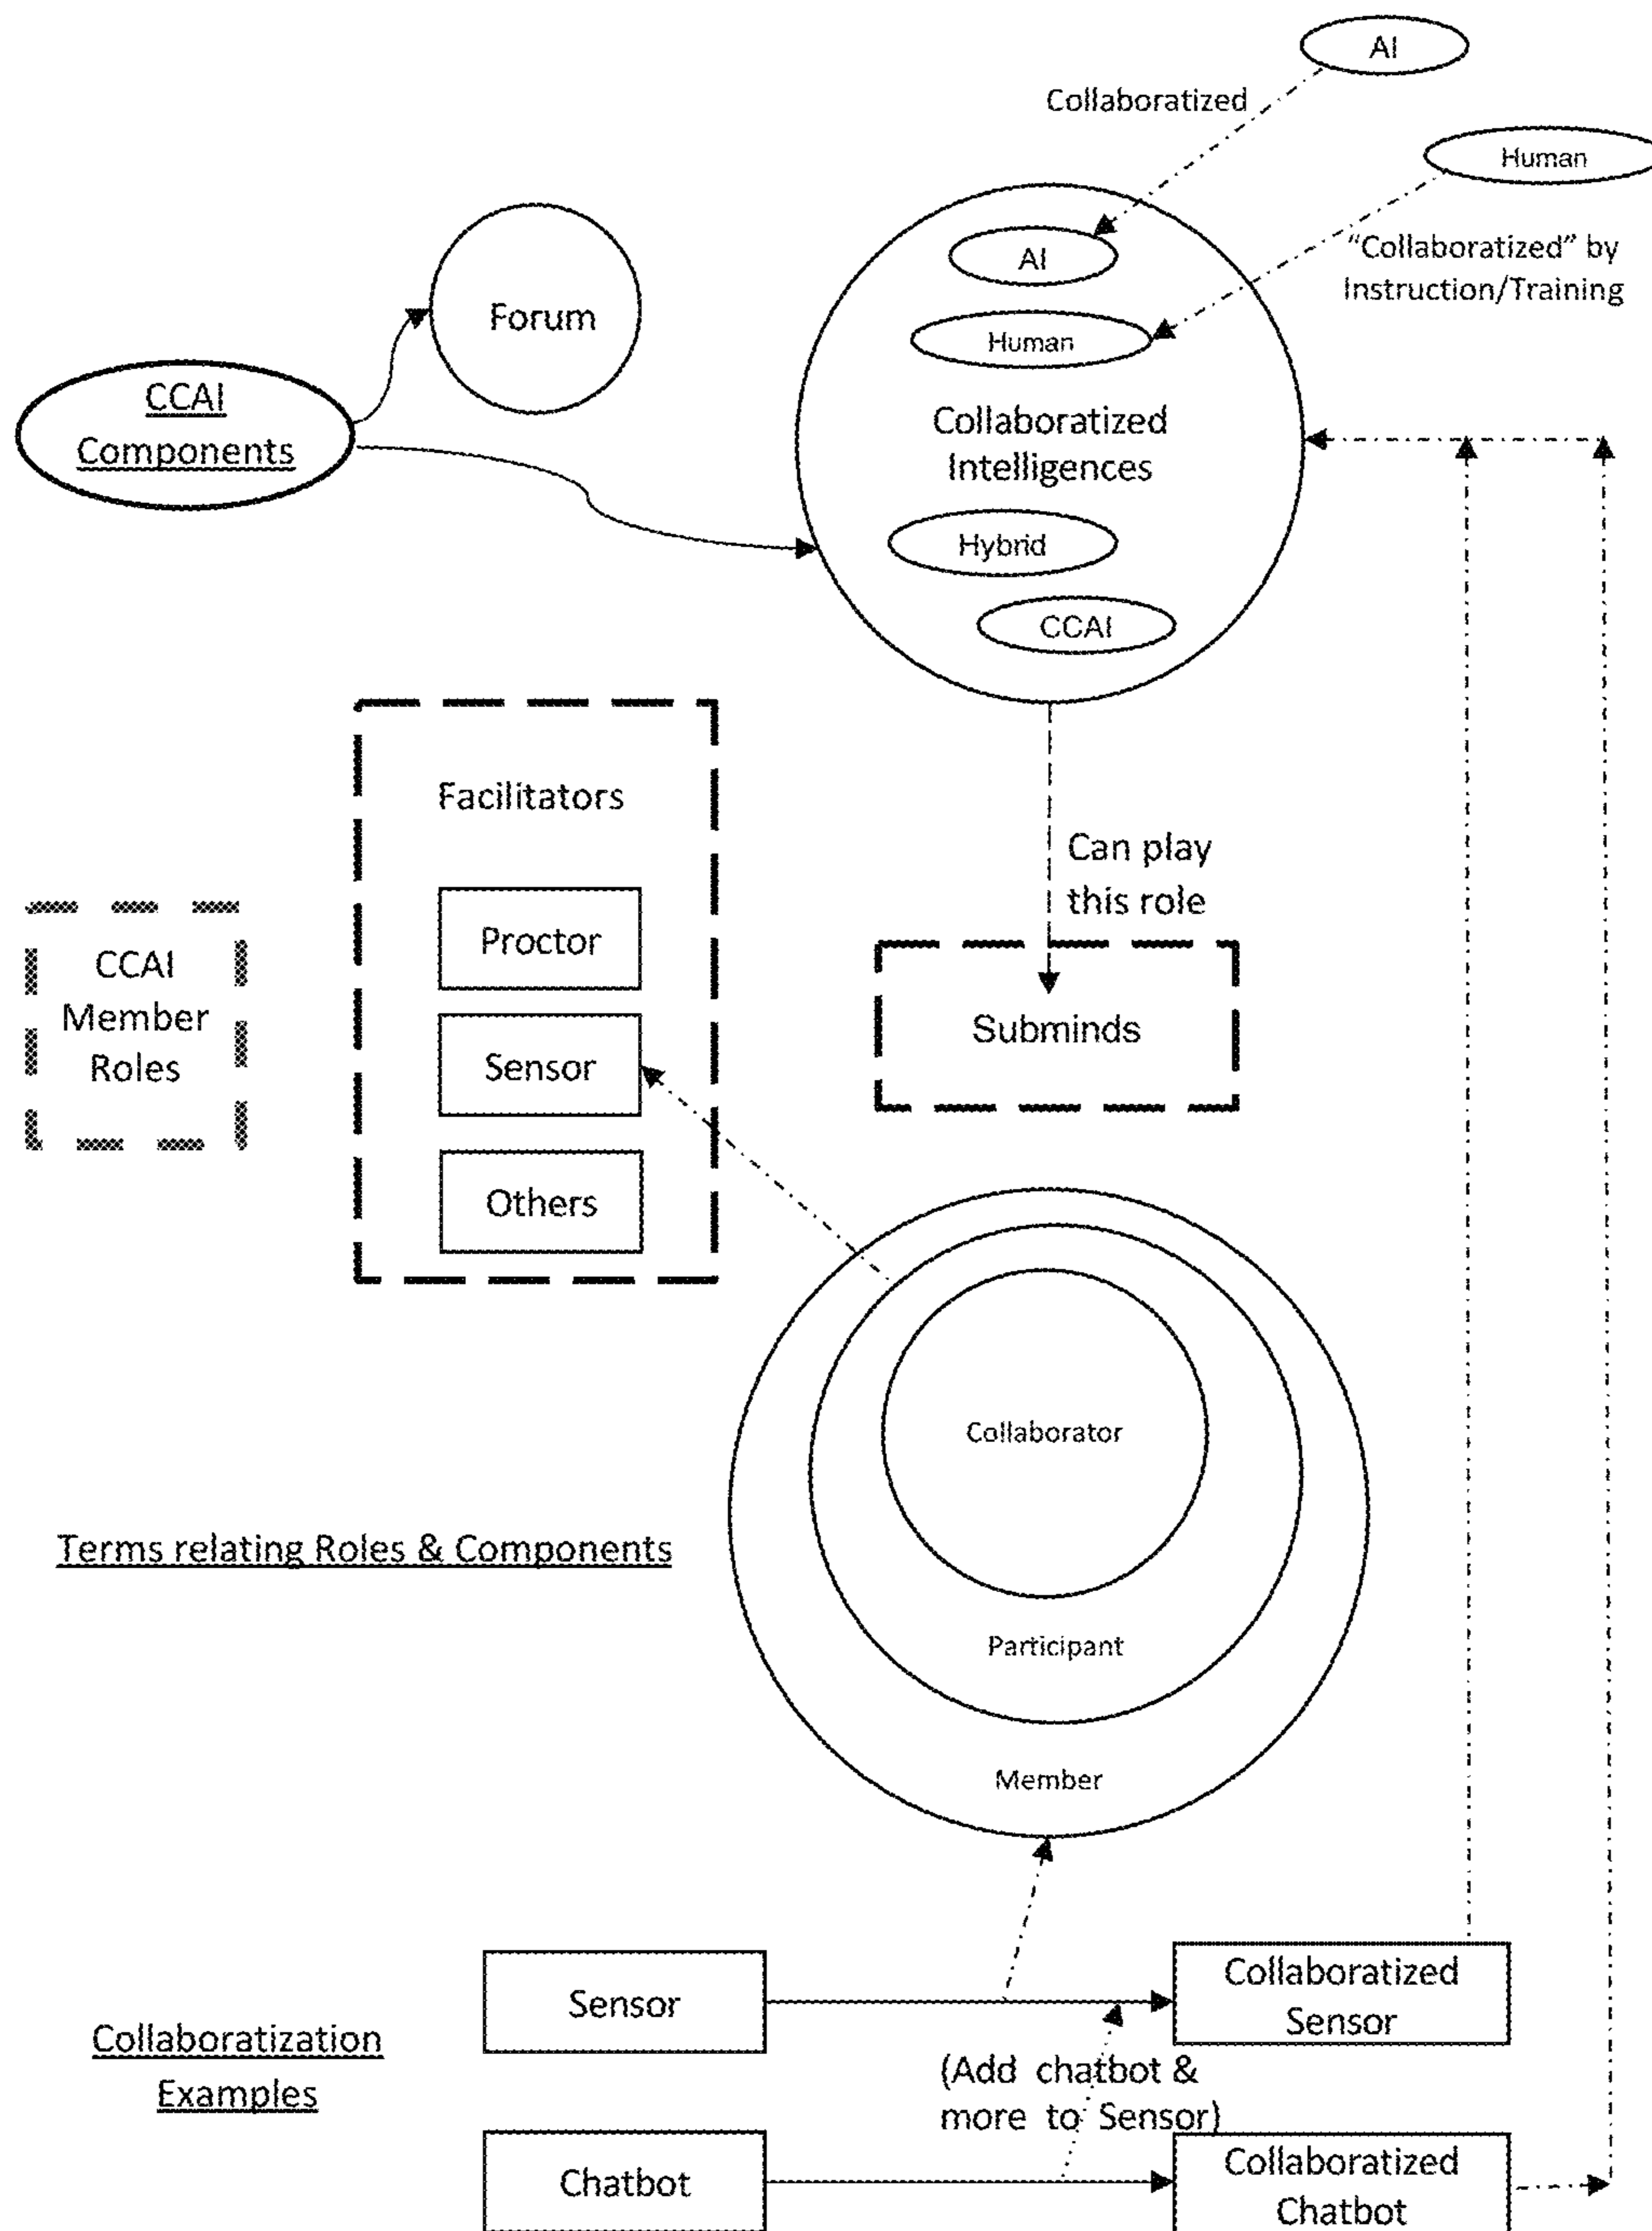 AI
Collaboratized
Human
"Collaboratized" by
Instruction/Training
AI
Human
Forum
CCAI
Components
Collaboratized
Intelligences
Hybrid
CCAI
Facilitators
Can play
this role
Proctor
CCAI
Member
Roles
Sensor
Subminds
Others
Collaborator
Terms relating Roles & Components
Participant
Member
Sensor
Collaboratized
Sensor
Collaboratization
Examples
(Add chatbot &
more to Sensor)
Chatbot
Collaboratized
Chatbot